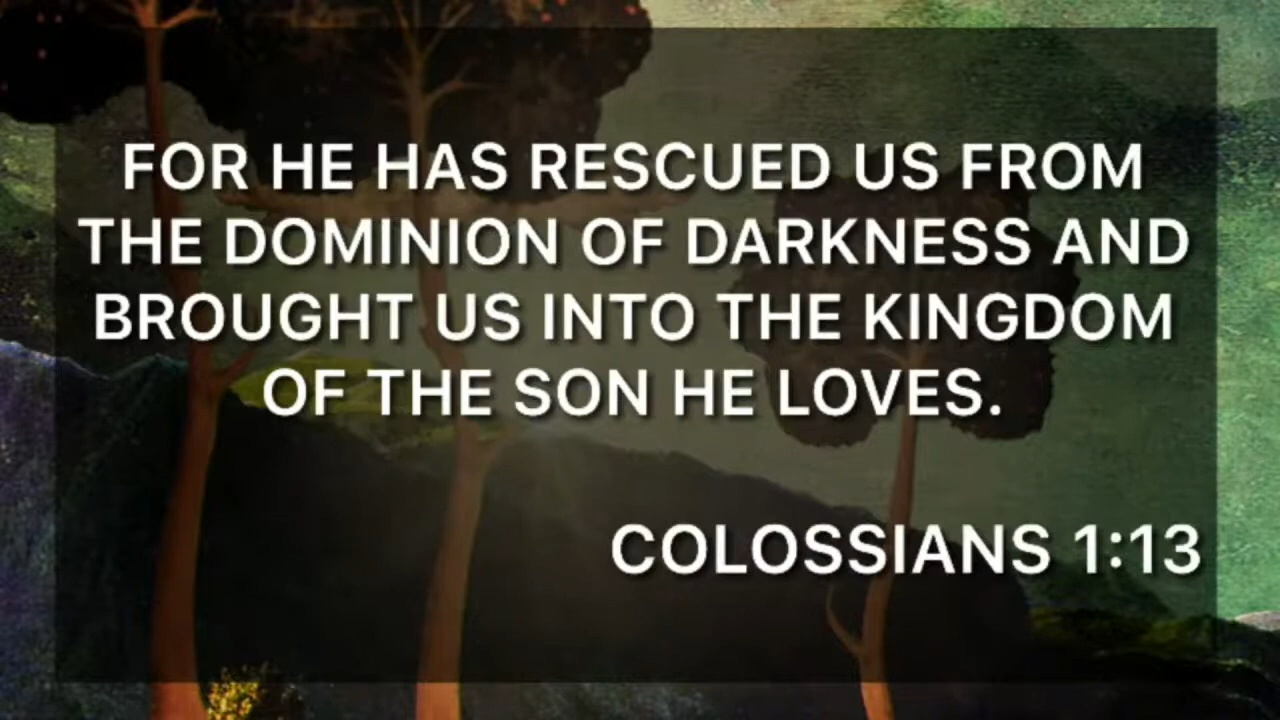 FOR HE HAS RESCUED US FROM
THE DOMINION OF DARKNESS AND
BROUGHT US INTO THE KINGDOM
OF THE SON HE LOVES.
COLOSSIANS 1:13